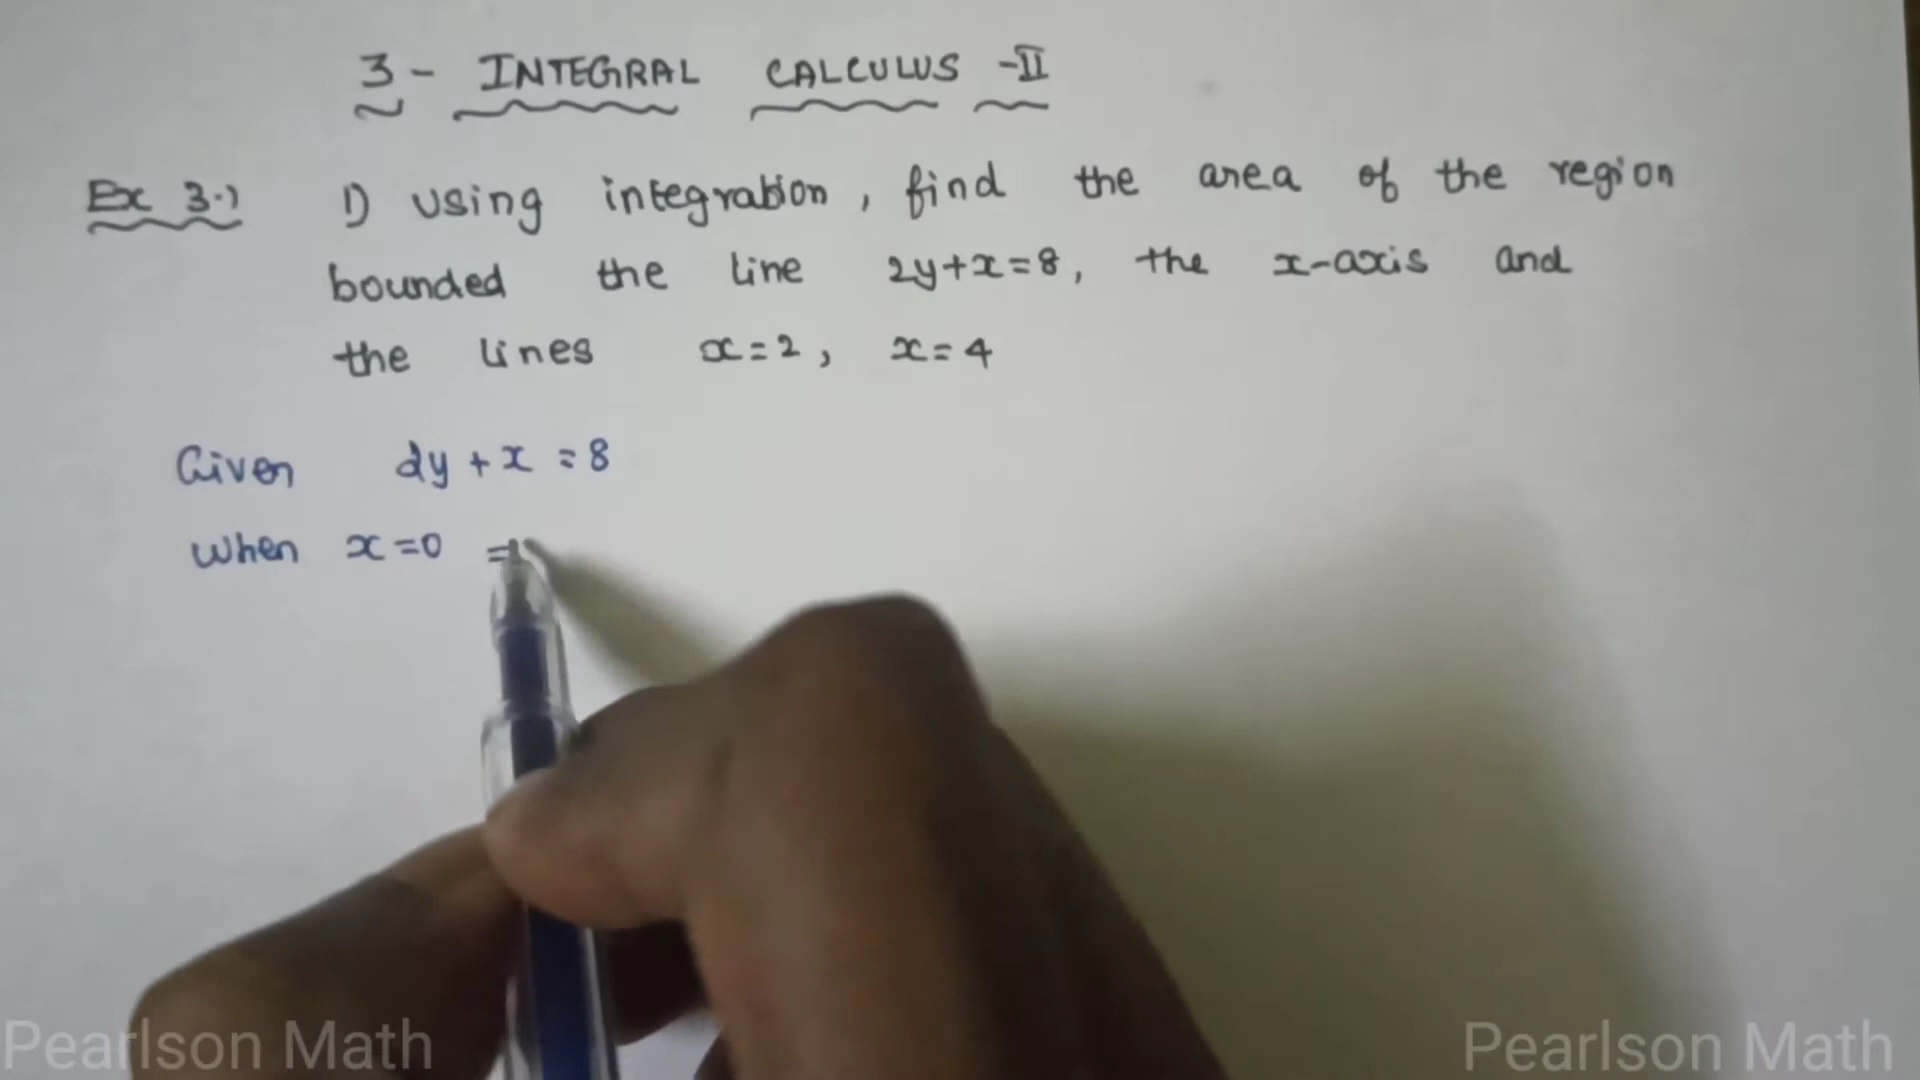 3 - INTEGRAL CALCULUS - II
Ex 3.1 1) using integration, find the area of the region
bounded the line 2y+x=8, the x-axis and
the lines x=2, x=4
Given 2y + x = 8
When x=0 =
Pearlson Math Pearlson Math